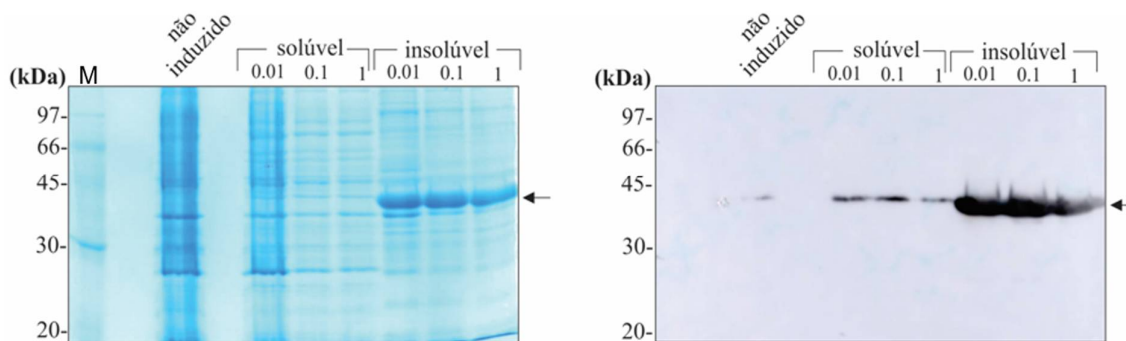 não
induzido
solúvel insolúvel
(kDa) M 0.01 0.1 1 0.01 0.1 1
97-
66-
45-
30-
20-
não
induzido
solúvel insolúvel
(kDa) 0.01 0.1 1 0.01 0.1 1
97-
66-
45-
30-
20-